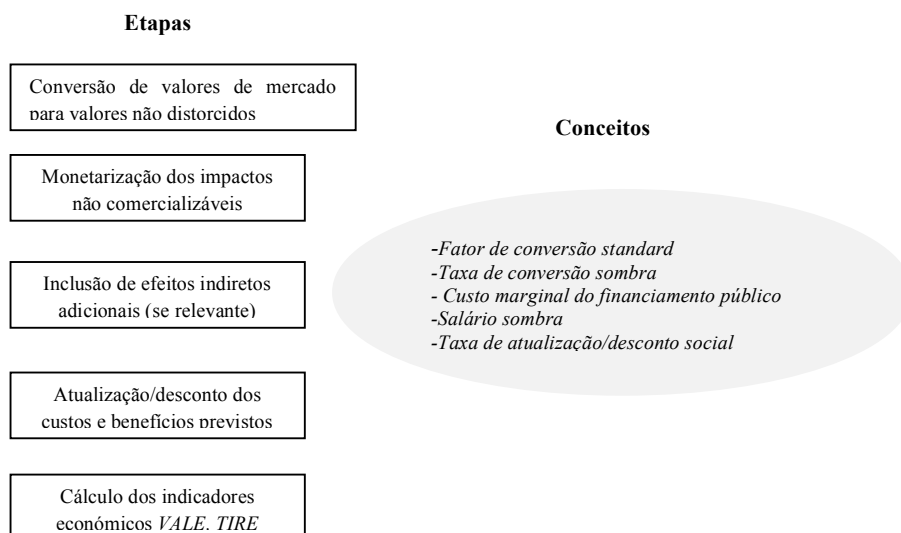 Etapas
Conversão de valores de mercado
para valores não distorcidos
Monetarização dos impactos
não comercializáveis
Inclusão de efeitos indiretos
adicionais (se relevante)
Atualização/desconto dos
custos e benefícios previstos
Cálculo dos indicadores
económicos VALE, TIRE
Conceitos
-Fator de conversão standard
-Taxa de conversão sombra
- Custo marginal do financiamento público
-Salário sombra
-Taxa de atualização/desconto social